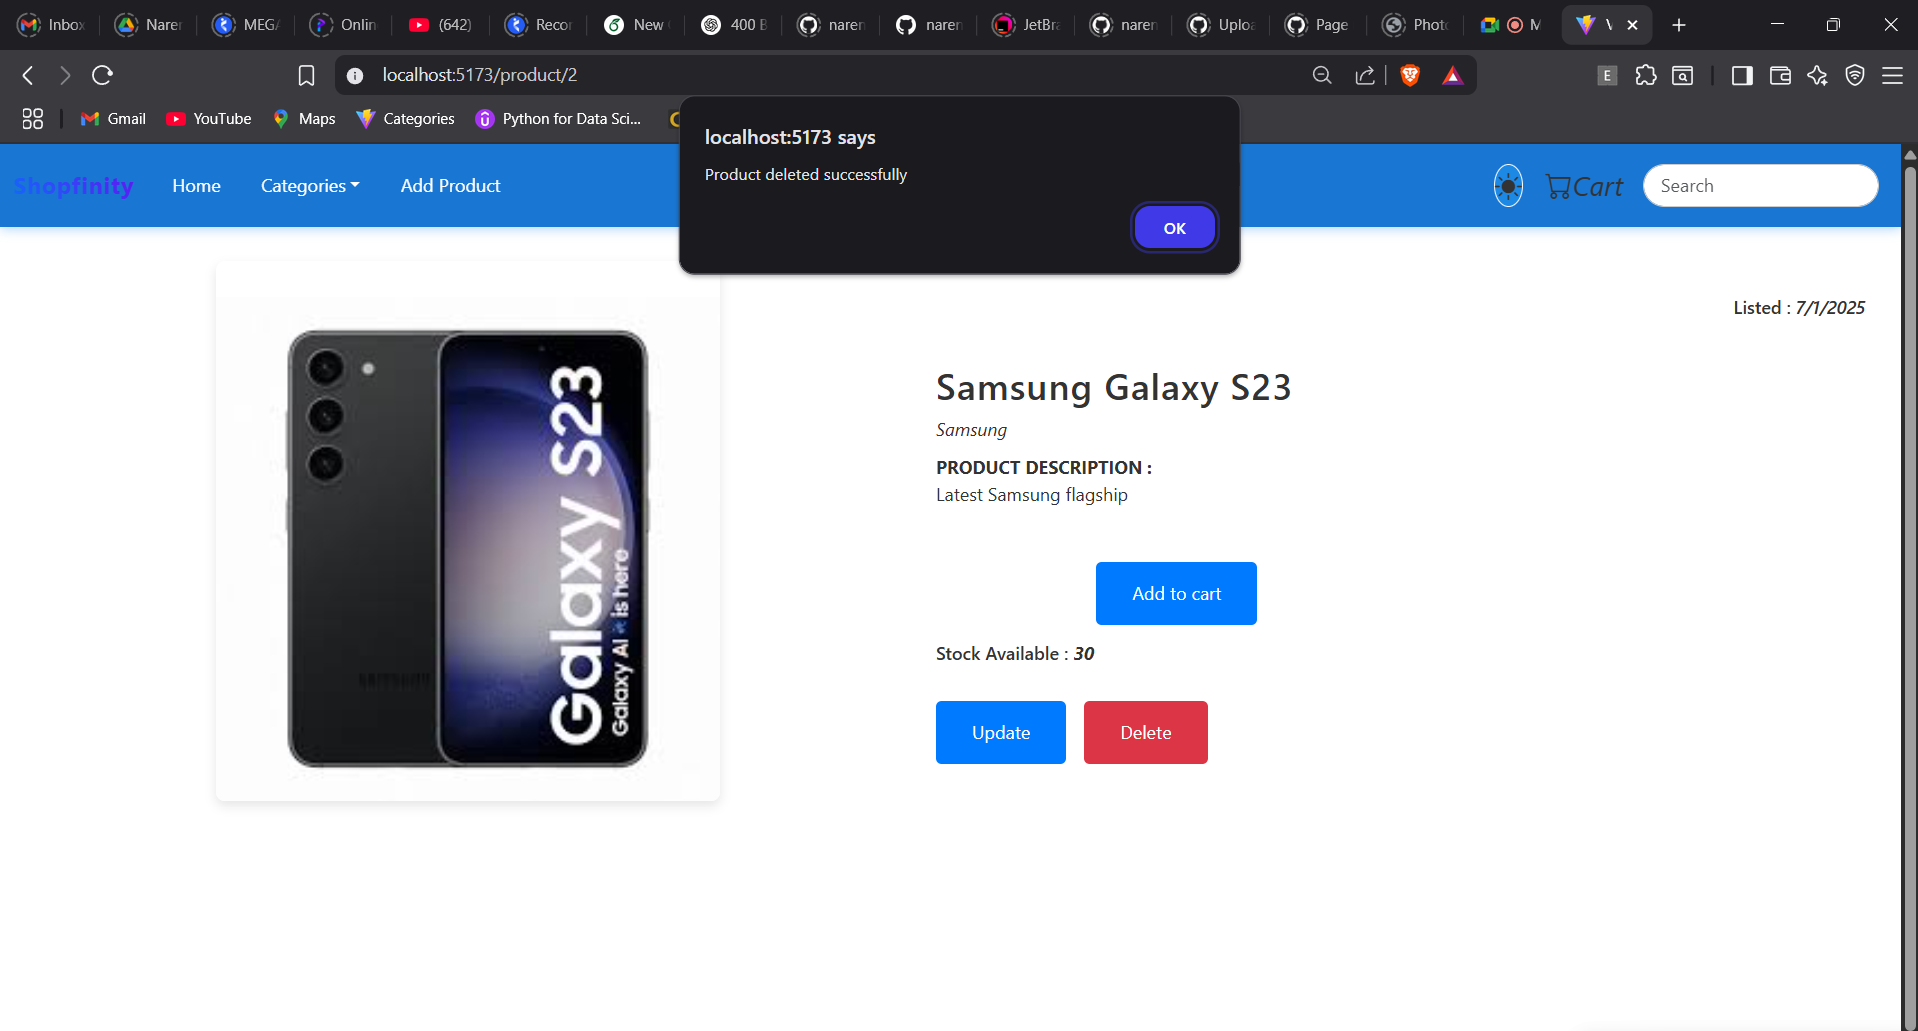 Inbox
Naren
MEGA
Onlin
(642)
Recor
New
400 B
naren
naren
JetBra
naren
Uploa
Page
Photo
M
V
localhost:5173/product/2
E
Gmail
YouTube
Maps
Categories
Python for Data Sci...
localhost:5173 says
Product deleted successfully
OK
Shopfinity
Home
Categories
Add Product
Cart
Search
Listed : 7/1/2025
Samsung Galaxy S23
Samsung
PRODUCT DESCRIPTION :
Latest Samsung flagship
Add to cart
Stock Available : 30
Update
Delete
Galaxy S23
Galaxy AI is here
SAMSUNG